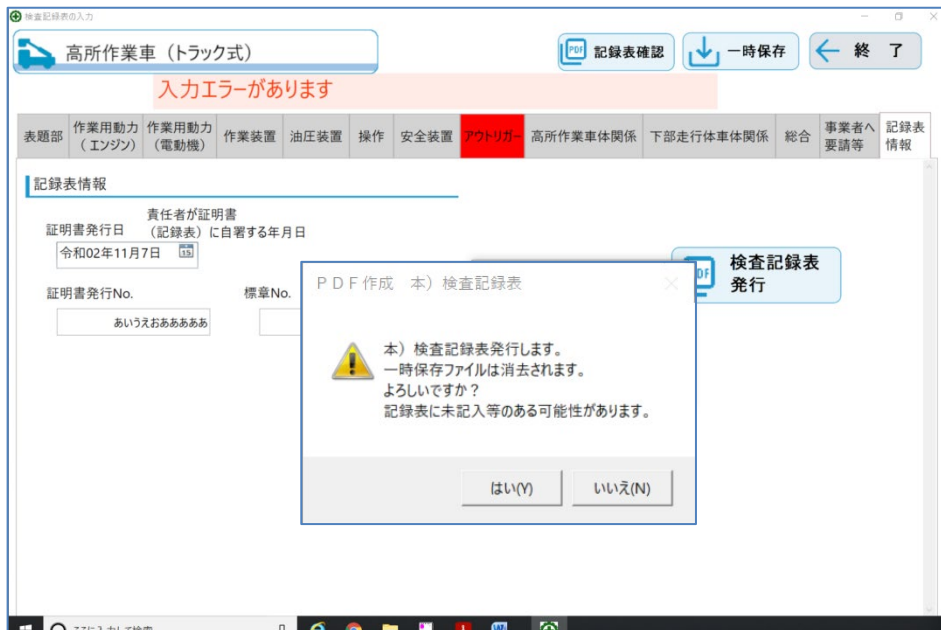 検査記録表の入力
高所作業車（トラック式）
PDF 記録表確認
一時保存
終 了
入力エラーがあります
表題部
作業用動力
（エンジン）
作業用動力
（電動機）
作業装置
油圧装置
操作
安全装置
アウトリガー
高所作業車体関係
下部走行体車体関係
総合
事業者へ
要請等
記録表
情報
記録表情報
証明書発行日
責任者が証明書
（記録表）に自署する年月日
令和02年11月7日
15
検査記録表
発行
証明書発行No.
標章No.
あいうえおあああああ
ＰＤＦ作成 本）検査記録表
本）検査記録表発行します。
一時保存ファイルは消去されます。
よろしいですか？
記録表に未記入等のある可能性があります。
はい(Y)
いいえ(N)